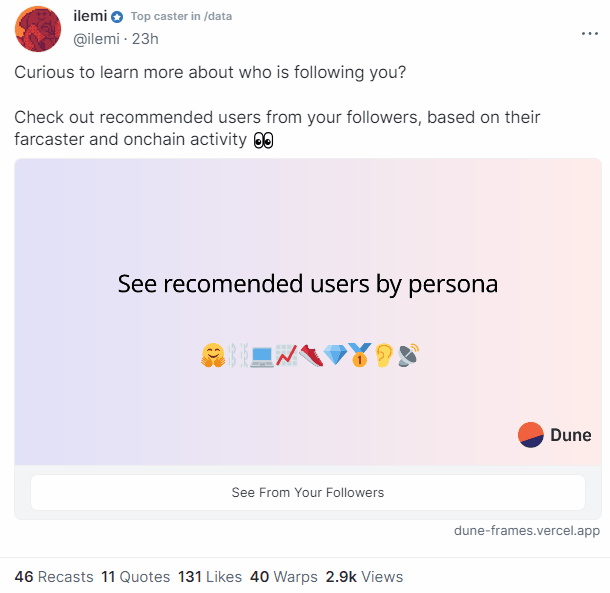 ilemi Top caster in /data
@ilemi · 23h
Curious to learn more about who is following you?
Check out recommended users from your followers, based on their
farcaster and onchain activity 👀
See recomended users by persona
Dune
See From Your Followers
dune-frames.vercel.app
46 Recasts 11 Quotes 131 Likes 40 Warps 2.9k Views